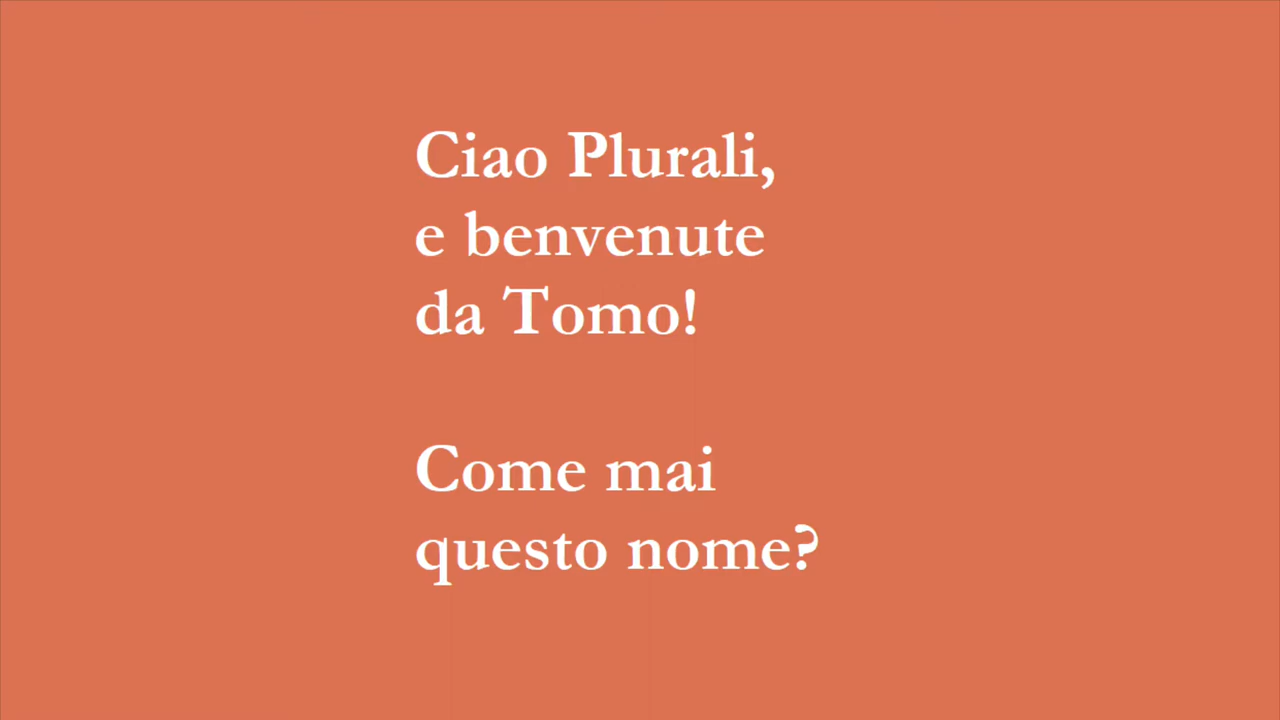 Ciao Plurali,
e benvenute
da Tomo!
Come mai
questo nome?